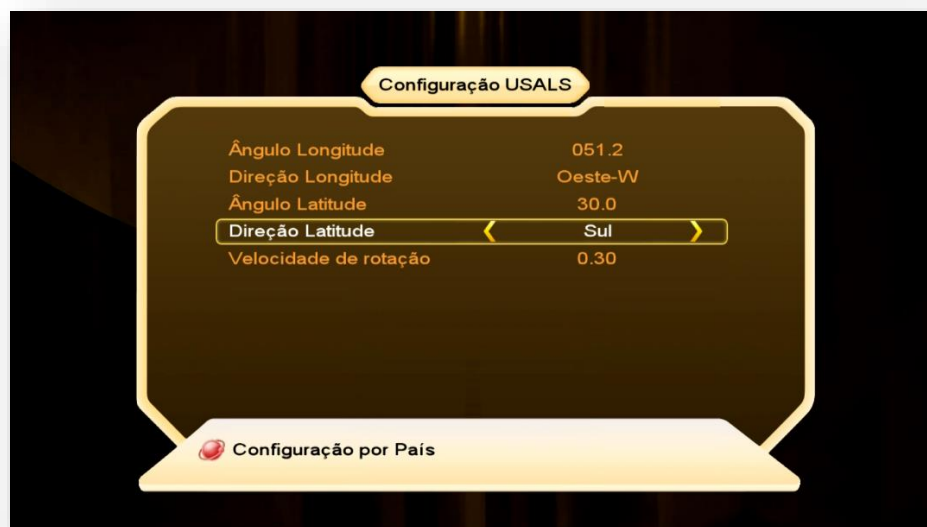 Configuração USALS
Ângulo Longitude 051.2
Direção Longitude Oeste-W
Ângulo Latitude 30.0
Direção Latitude Sul
Velocidade de rotação 0.30
Configuração por País